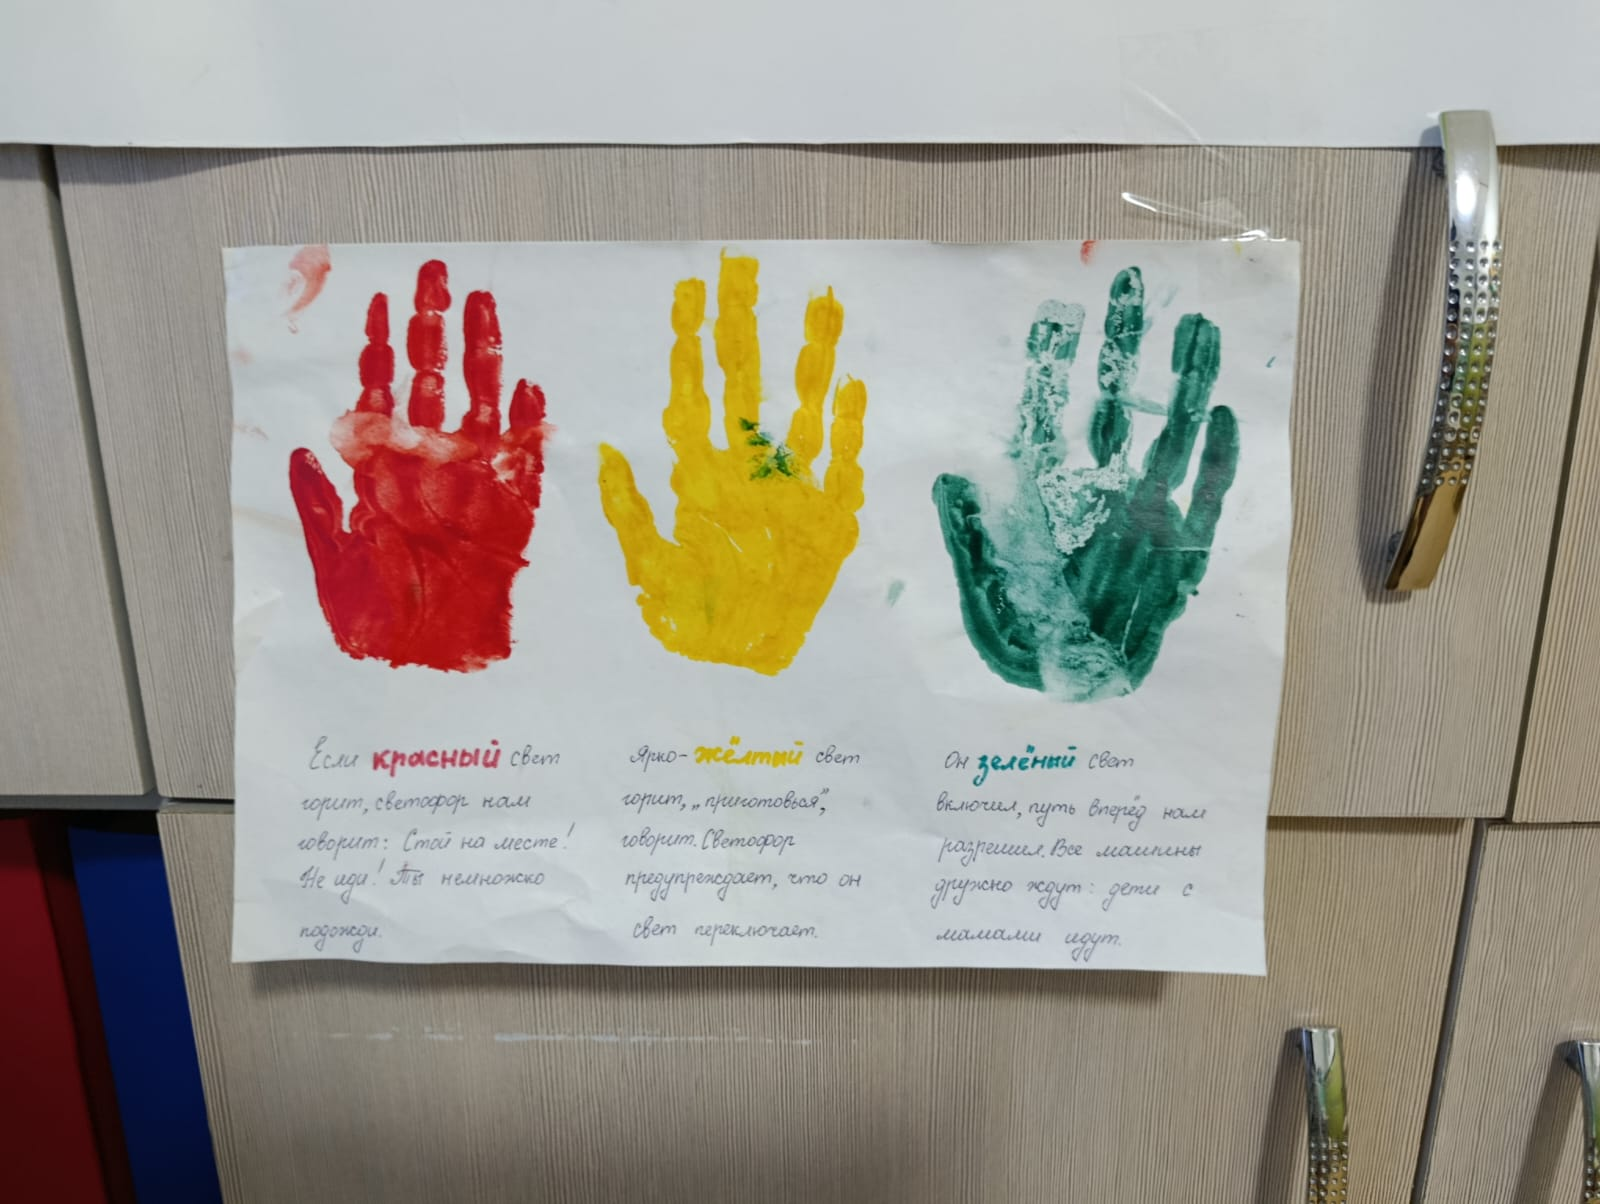 Если красный свет
горит, светофор нам
говорит: Стой на месте!
Не иди! Ты немножко
подожди.
Ярко-жёлтый свет
горит, „приготовься",
говорит. Светофор
предупреждает, что он
свет переключает.
Он зелёный свет
включил, путь вперёд нам
разрешил. Все машины
дружно ждут: дети с
мамами идут.